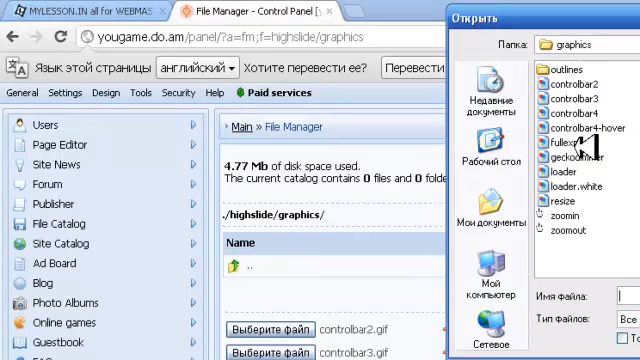 MYLESSON.IN all for WEBMAS
File Manager - Control Panel [y
yougame.do.am/panel/?a=fm;f=highslide/graphics
Язык этой страницы
английский
Хотите перевести ее?
Перевести
General
Settings
Design
Tools
Security
Help
Paid services
Users
Page Editor
Site News
Forum
Publisher
File Catalog
Site Catalog
Ad Board
Blog
Photo Albums
Online games
Guestbook
Main » File Manager
4.77 Mb of disk space used.
The current catalog contains 0 files and 0 folder
./highslide/graphics/
Name
..
Выберите файл controlbar2.gif
Выберите файл controlbar3.gif
Открыть
Папка:
graphics
Недавние
документы
Рабочий стол
Мои документы
Мой
компьютер
Сетевое
outlines
controlbar2
controlbar3
controlbar4
controlbar4-hover
loader
loader.white
resize
zoomin
zoomout
Имя файла:
Типы файлов:
Все